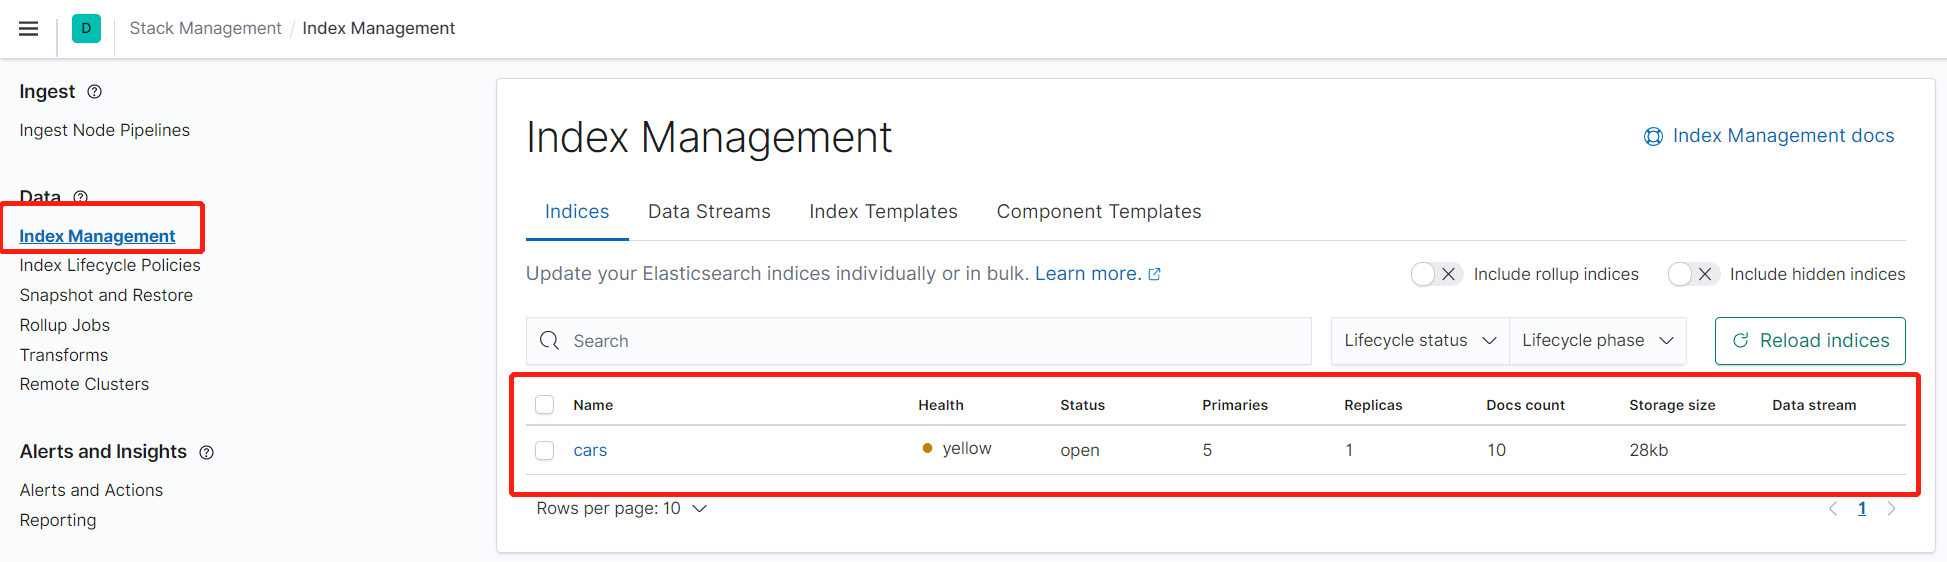 D Stack Management / Index Management
Ingest
Ingest Node Pipelines
Data
Index Management
Index Lifecycle Policies
Snapshot and Restore
Rollup Jobs
Transforms
Remote Clusters
Alerts and Insights
Alerts and Actions
Reporting
Index Management
Index Management docs
Indices Data Streams Index Templates Component Templates
Update your Elasticsearch indices individually or in bulk. Learn more.
Include rollup indices Include hidden indices
Search Lifecycle status Lifecycle phase Reload indices
Name Health Status Primaries Replicas Docs count Storage size Data stream
cars yellow open 5 1 10 28kb
Rows per page: 10 1